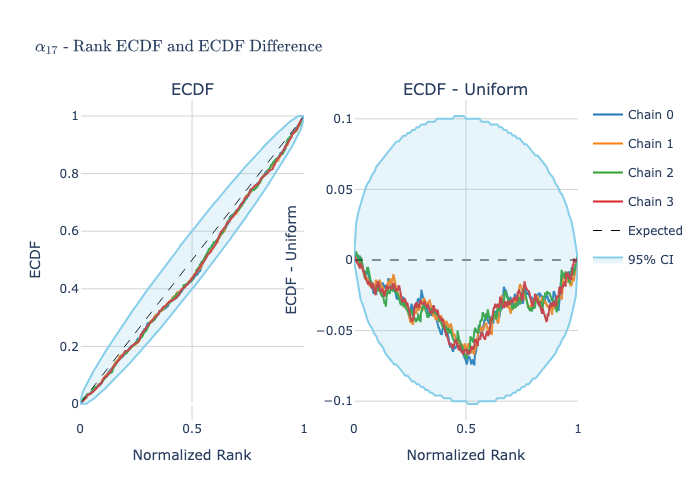 α₁₇ - Rank ECDF and ECDF Difference
ECDF
ECDF - Uniform
1
0.8
0.6
0.4
0.2
0
0
0.5
1
ECDF
Normalized Rank
0.1
0.05
0
−0.05
−0.1
0
0.5
1
ECDF - Uniform
Normalized Rank
Chain 0
Chain 1
Chain 2
Chain 3
Expected
95% CI